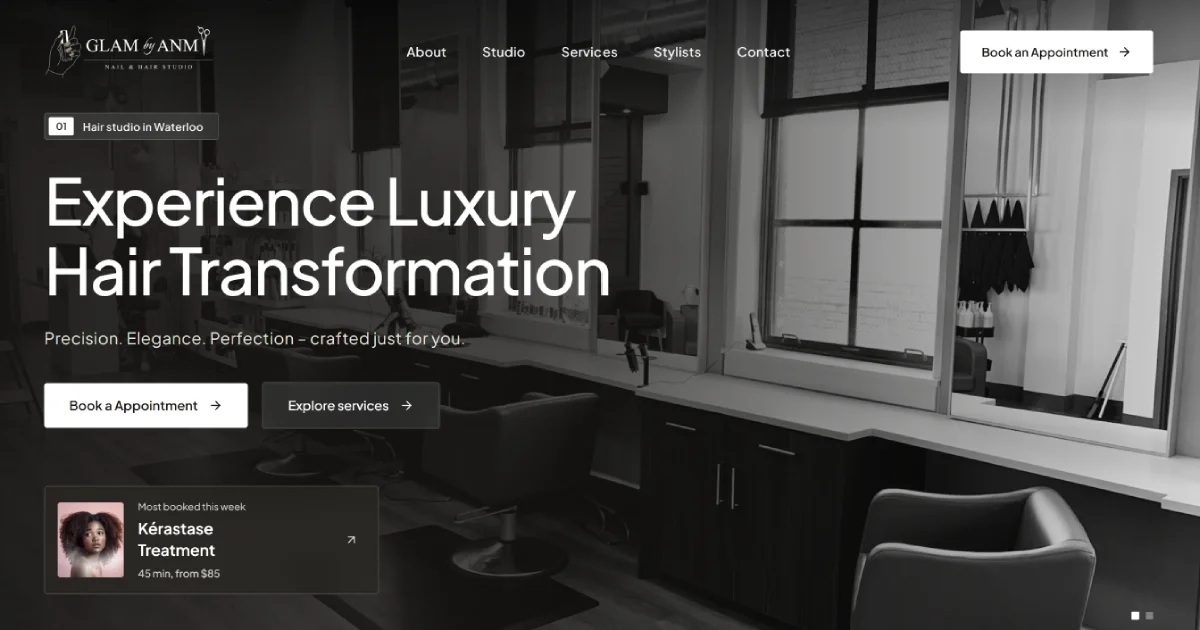 GLAM by ANMI
NAIL & HAIR STUDIO
About
Studio
Services
Stylists
Contact
Book an Appointment
01
Hair studio in Waterloo
Experience Luxury
Hair Transformation
Precision. Elegance. Perfection – crafted just for you.
Book a Appointment
Explore services
Most booked this week
Kérastase
Treatment
45 min, from $85